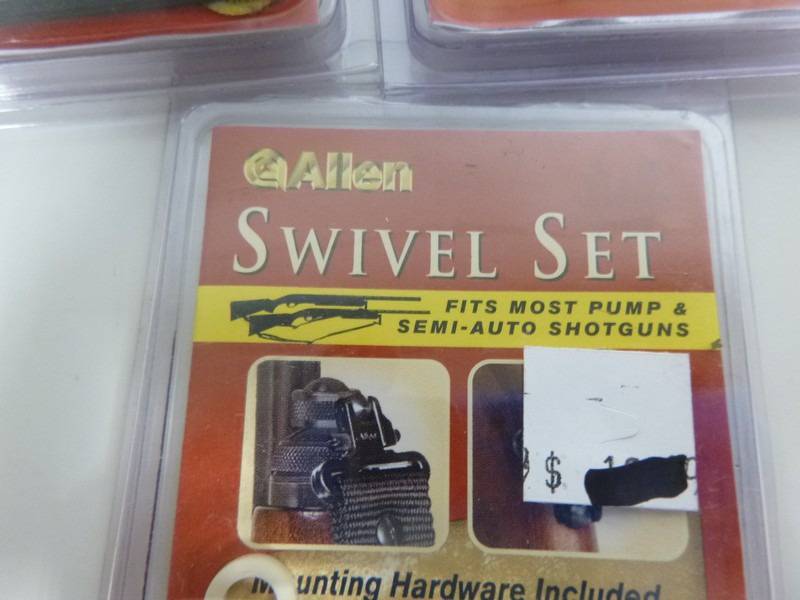 Allen
SWIVEL SET
FITS MOST PUMP &
SEMI-AUTO SHOTGUNS
$
Mounting Hardware Included